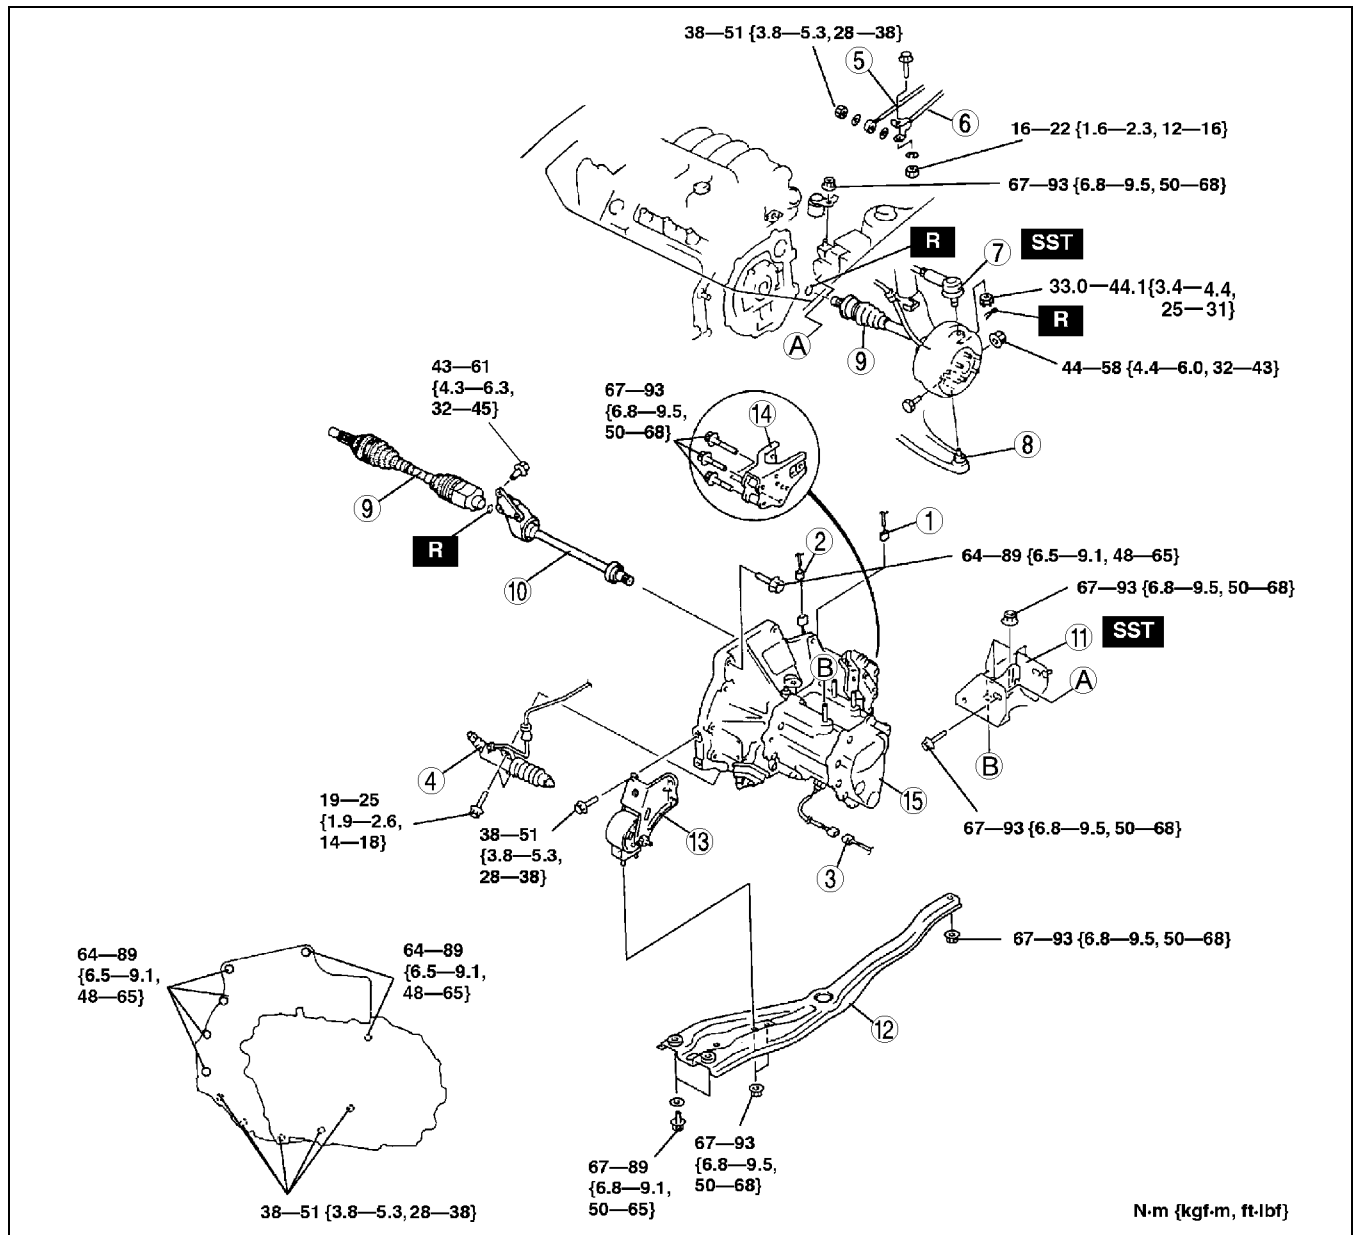 38—51 {3.8—5.3, 28—38}
5
6
16—22 {1.6—2.3, 12—16}
67—93 {6.8—9.5, 50—68}
R
7
SST
33.0—44.1{3.4—4.4,
25—31}
R
A
9
44—58 {4.4—6.0, 32—43}
43—61
{4.3—6.3,
32—45}
67—93
{6.8—9.5,
50—68}
14
8
9
R
10
1
2
64—89 {6.5—9.1, 48—65}
67—93 {6.8—9.5, 50—68}
11
SST
A
B
B
4
15
19—25
{1.9—2.6,
14—18}
38—51
{3.8—5.3,
28—38}
13
67—93 {6.8—9.5, 50—68}
3
64—89
{6.5—9.1,
48—65}
64—89
{6.5—9.1,
48—65}
67—93 {6.8—9.5, 50—68}
12
67—93
{6.8—9.5,
50—68}
67—89
{6.8—9.1,
50—65}
38—51 {3.8—5.3, 28—38}
N·m {kgf·m, ft·lbf}